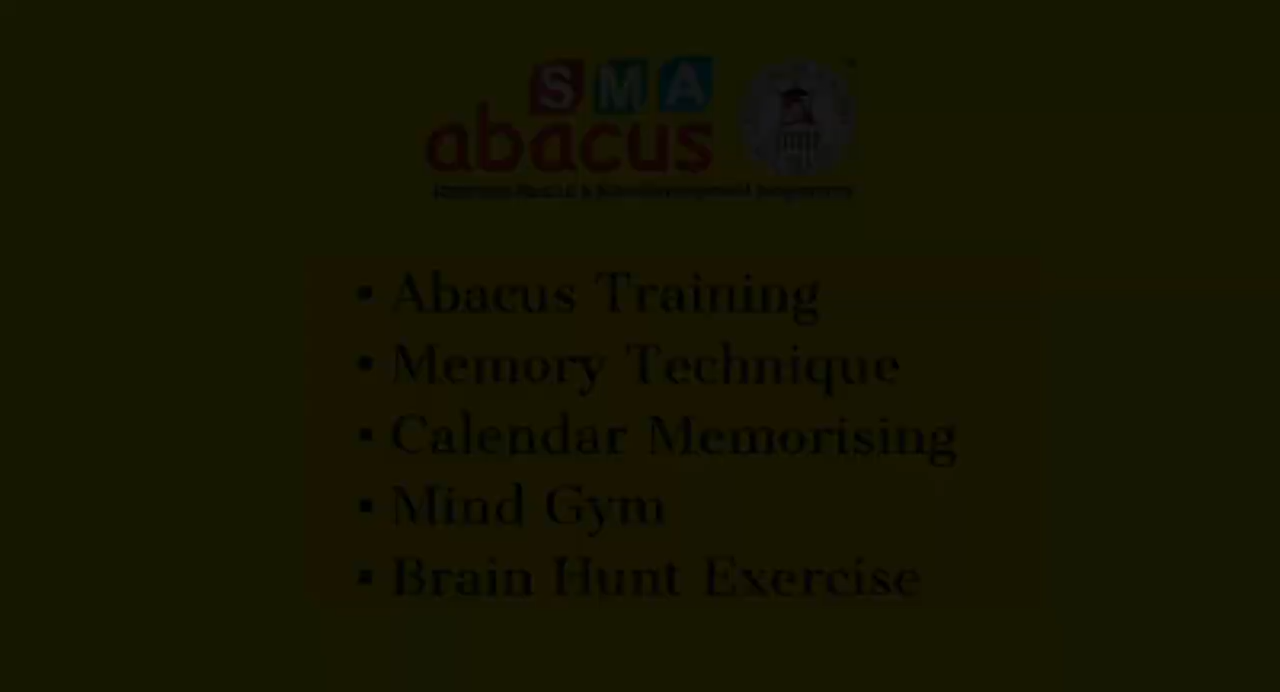 SMA
abacus
• Abacus Training
• Memory Technique
• Calendar Memorising
• Mind Gym
• Brain Hunt Exercise